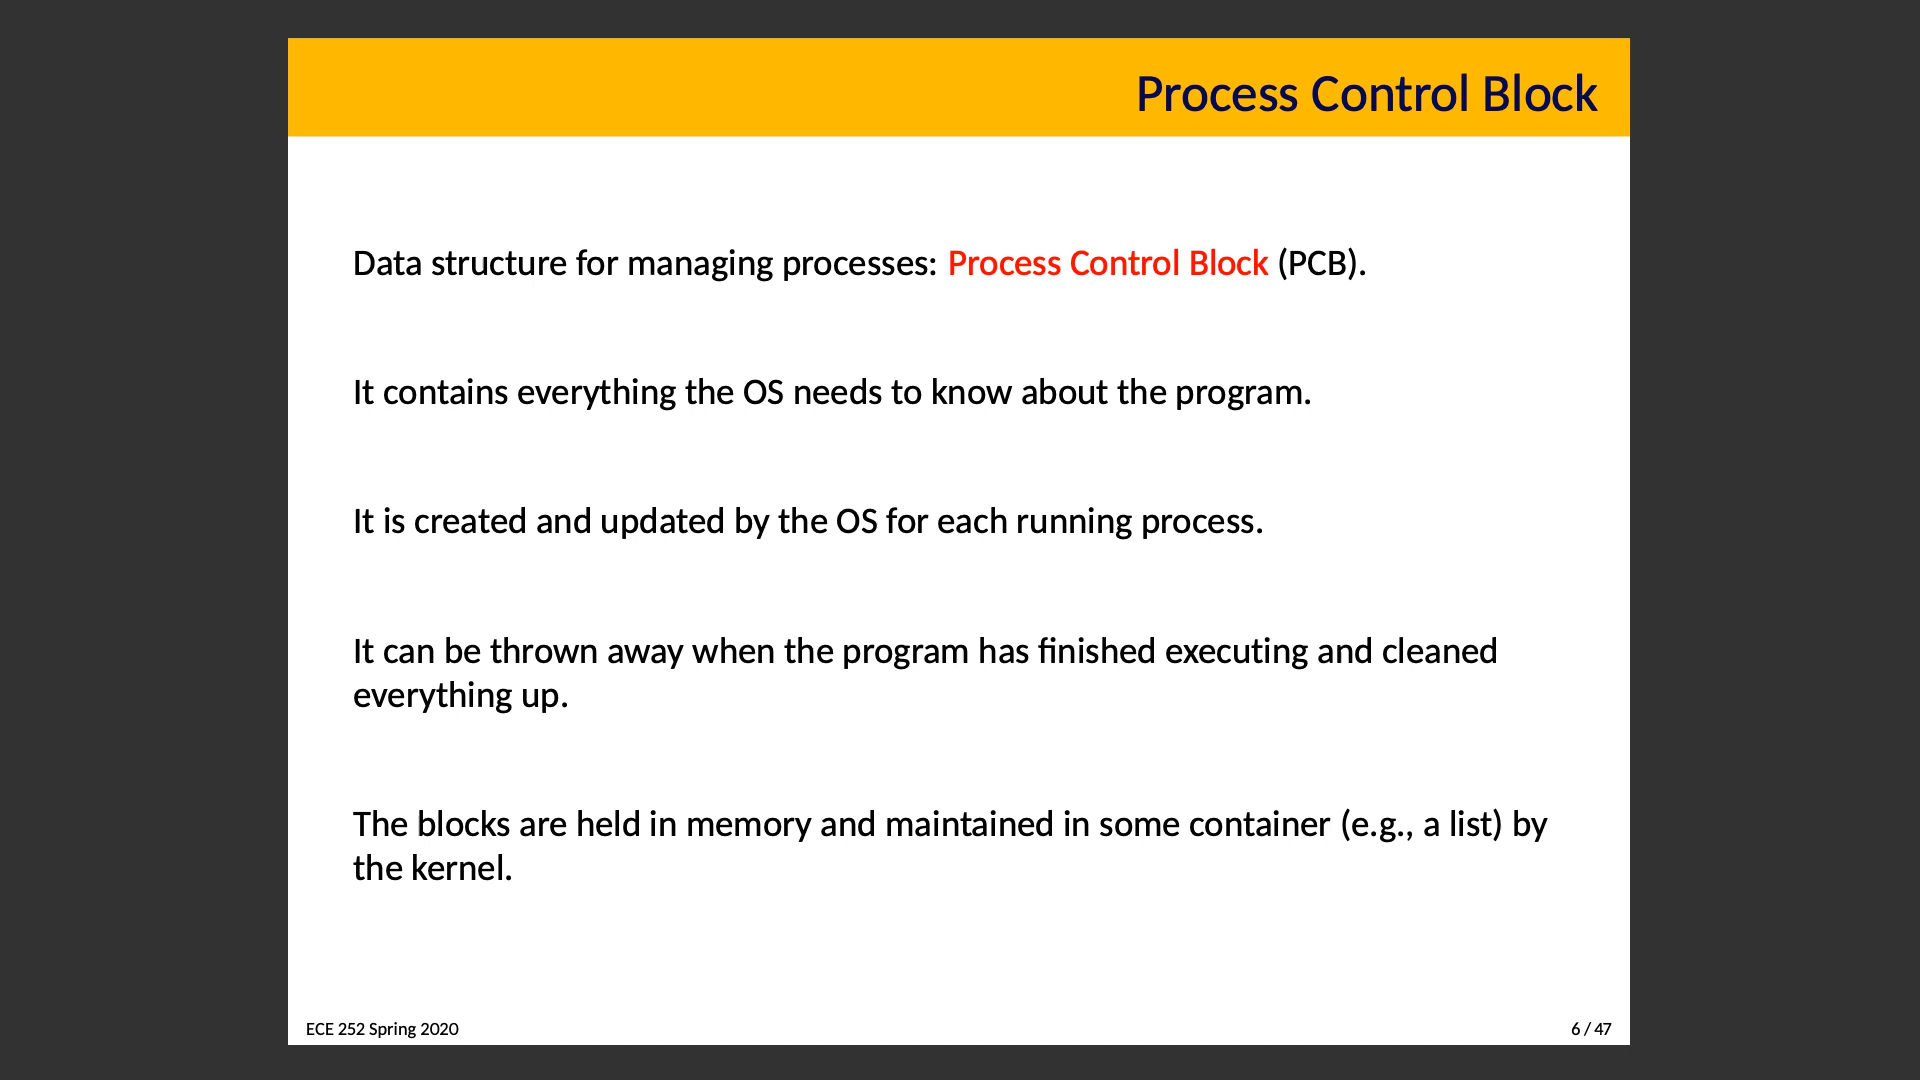 Process Control Block
Data structure for managing processes: Process Control Block (PCB).
It contains everything the OS needs to know about the program.
It is created and updated by the OS for each running process.
It can be thrown away when the program has finished executing and cleaned
everything up.
The blocks are held in memory and maintained in some container (e.g., a list) by
the kernel.
ECE 252 Spring 2020
6 / 47